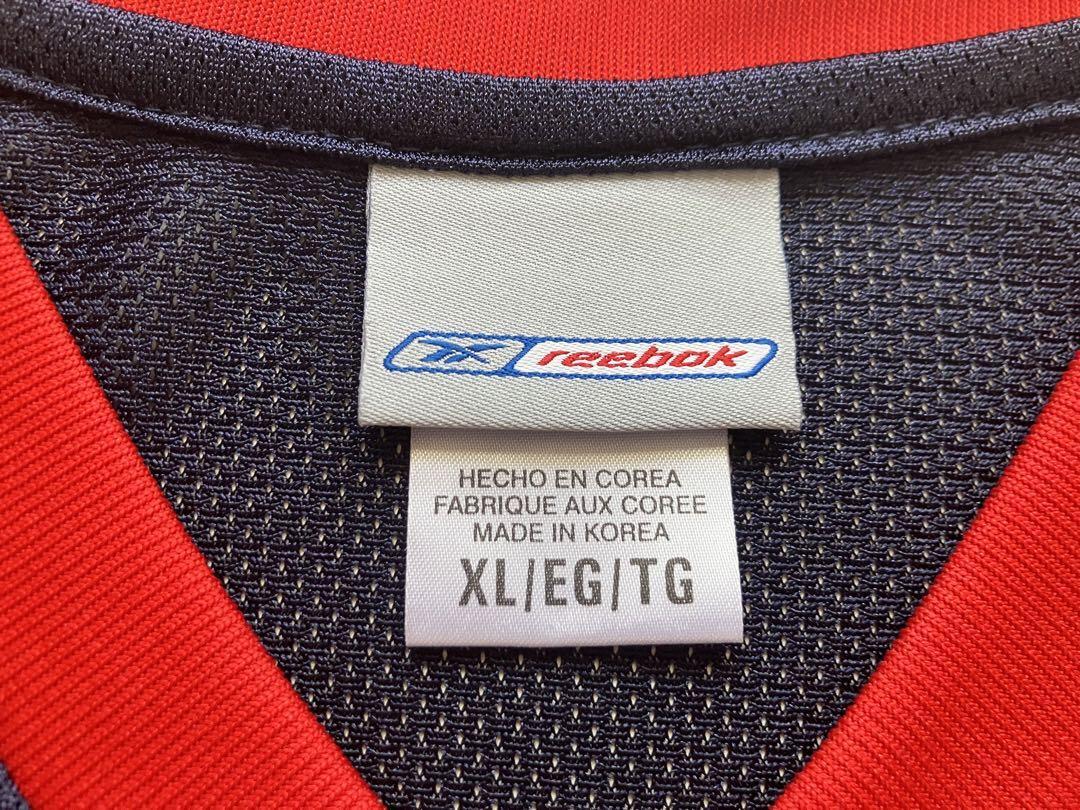 reebok
HECHO EN COREA
FABRIQUE AUX COREE
MADE IN KOREA
XL/EG/TG